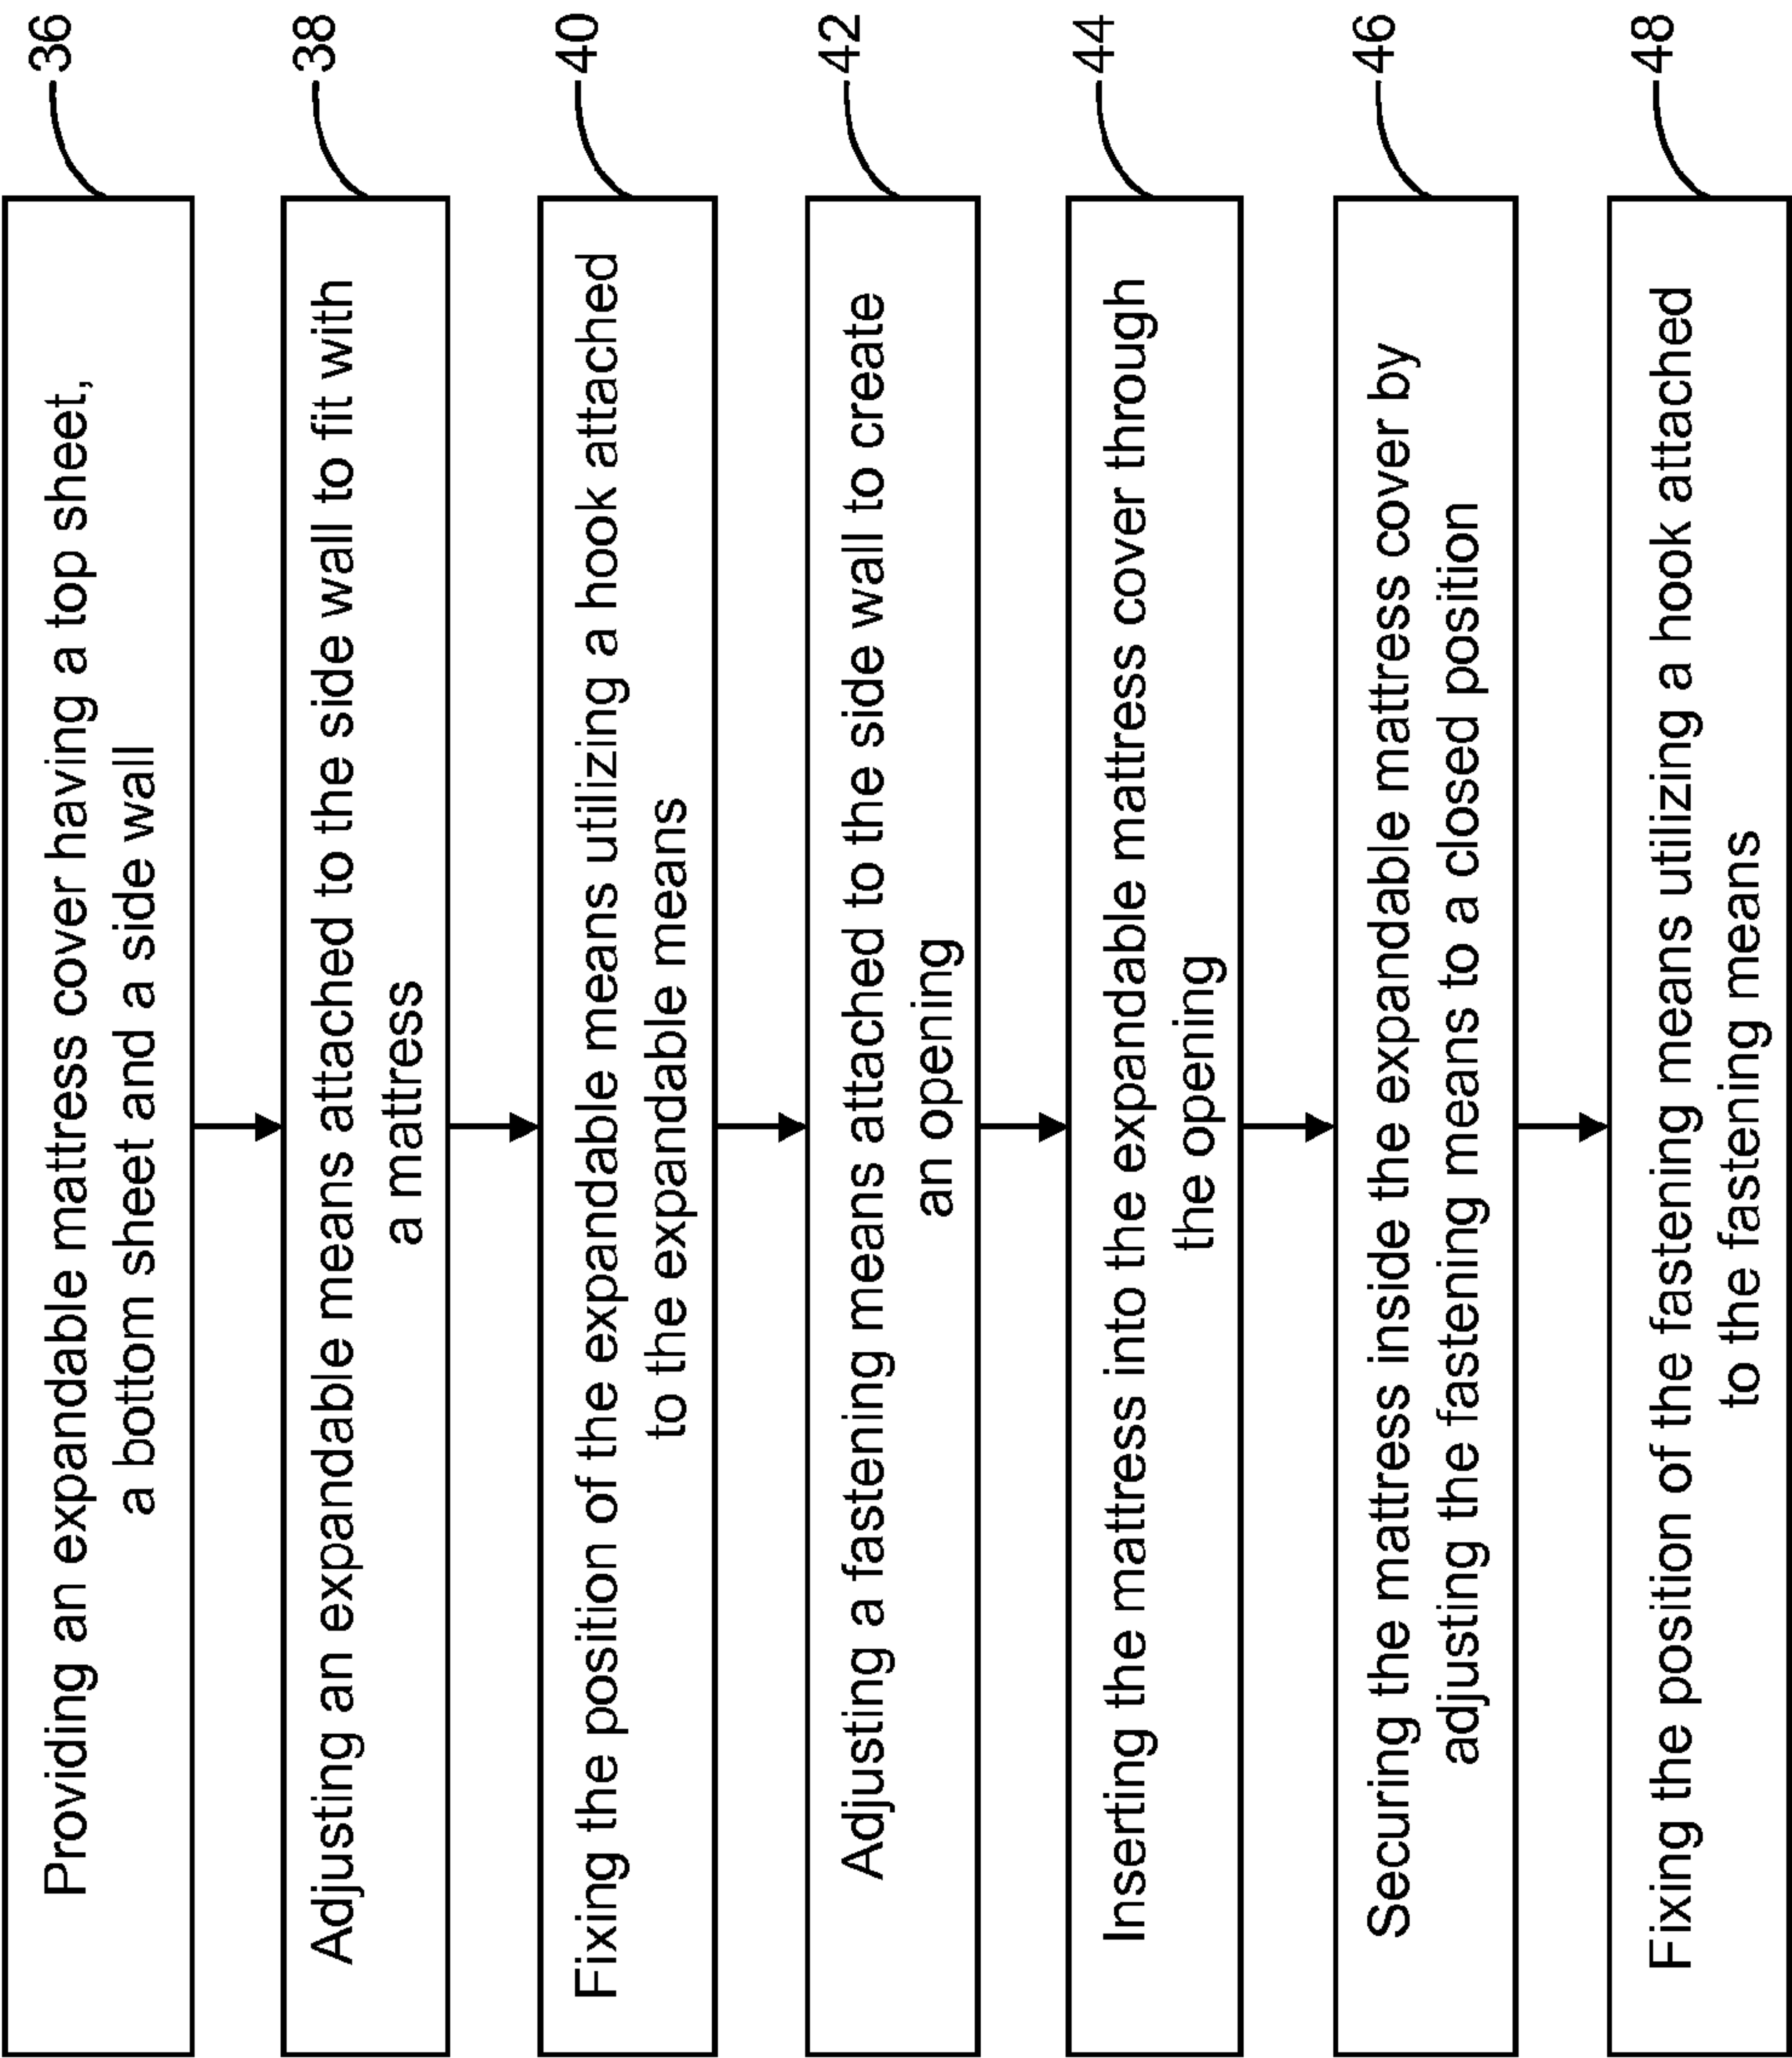 Providing an expandable mattress cover having a top sheet,
a bottom sheet and a side wall
36
Adjusting an expandable means attached to the side wall to fit with
a mattress
38
Fixing the position of the expandable means utilizing a hook attached
to the expandable means
40
Adjusting a fastening means attached to the side wall to create
an opening
42
Inserting the mattress into the expandable mattress cover through
the opening
44
Securing the mattress inside the expandable mattress cover by
adjusting the fastening means to a closed position
46
Fixing the position of the fastening means utilizing a hook attached
to the fastening means
48